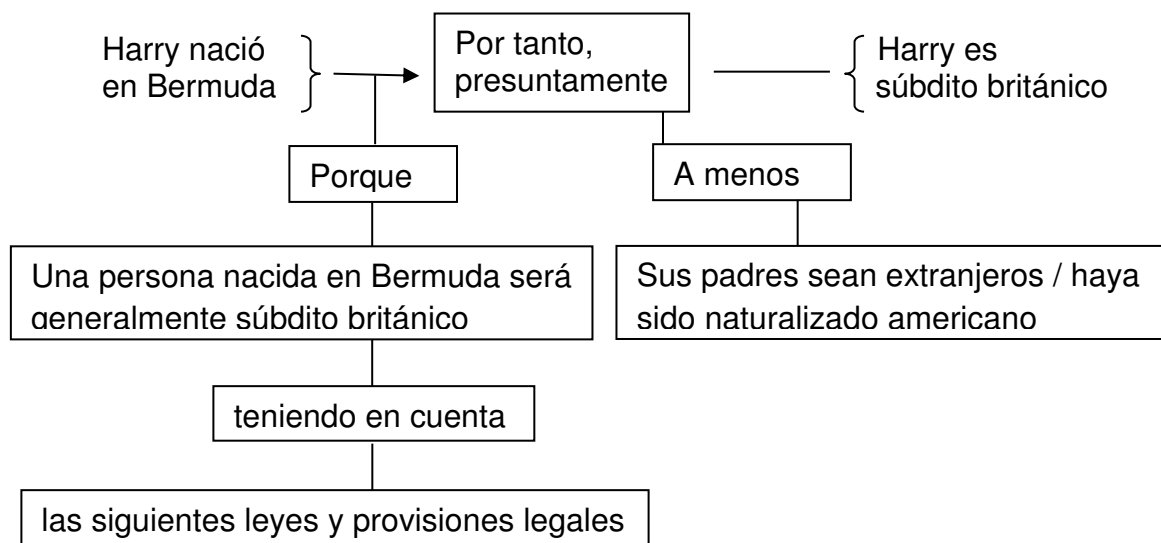 Harry nació
en Bermuda
Por tanto,
presuntamente
Harry es
súbdito británico
Porque
A menos
Una persona nacida en Bermuda será
generalmente súbdito británico
Sus padres sean extranjeros / haya
sido naturalizado americano
teniendo en cuenta
las siguientes leyes y provisiones legales